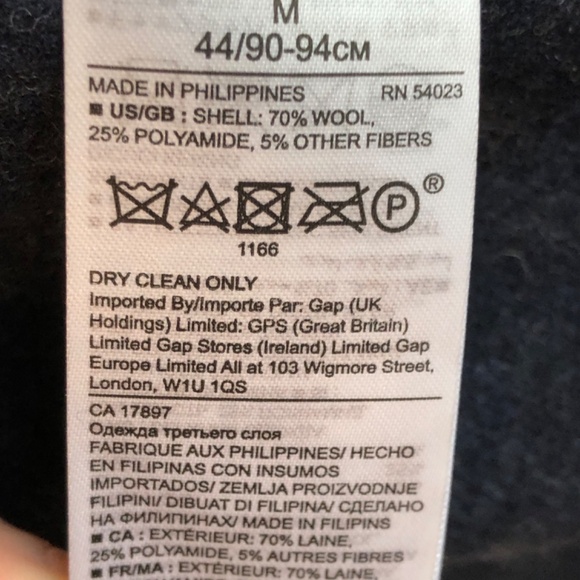 M
44/90-94CM
MADE IN PHILIPPINES RN 54023
US/GB : SHELL: 70% WOOL,
25% POLYAMIDE, 5% OTHER FIBERS
P ®
1166
DRY CLEAN ONLY
Imported By/Importe Par: Gap (UK
Holdings) Limited: GPS (Great Britain)
Limited Gap Stores (Ireland) Limited Gap
Europe Limited All at 103 Wigmore Street,
London, W1U 1QS
CA 17897
Одежда третьего слоя
FABRIQUE AUX PHILIPPINES/ HECHO
EN FILIPINAS CON INSUMOS
IMPORTADOS/ ZEMLJA PROIZVODNJE
FILIPINI/ DIBUAT DI FILIPINA/ СДЕЛАНО
НА ФИЛИПИНАХ/ MADE IN FILIPINS
CA : EXTÉRIEUR: 70% LAINE,
25% POLYAMIDE, 5% AUTRES FIBRES
FR/MA : EXTÉRIEUR: 70% LAINE,